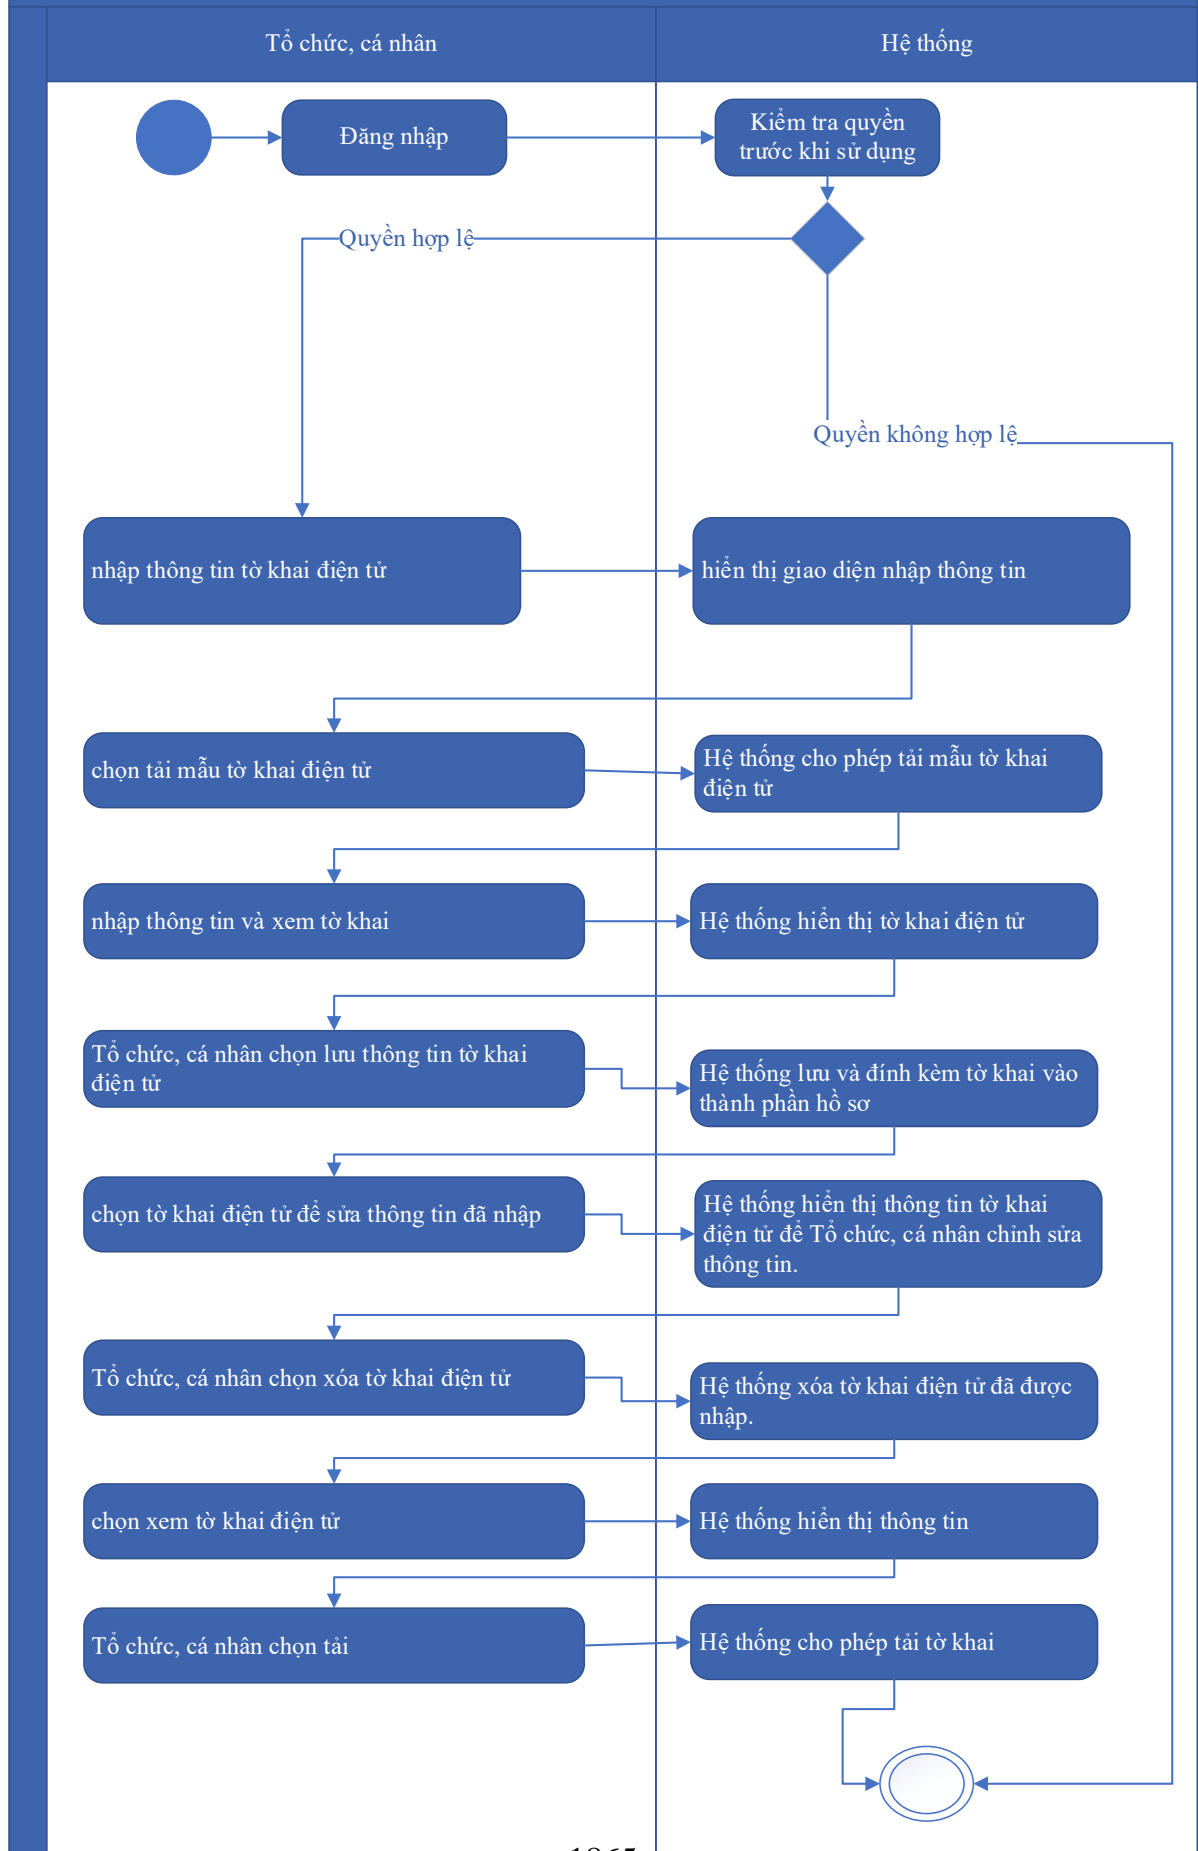 Tổ chức, cá nhân
Hệ thống
Đăng nhập
Kiểm tra quyền
trước khi sử dụng
Quyền hợp lệ
Quyền không hợp lệ
nhập thông tin tờ khai điện tử
hiển thị giao diện nhập thông tin
chọn tải mẫu tờ khai điện tử
Hệ thống cho phép tải mẫu tờ khai
điện tử
nhập thông tin và xem tờ khai
Hệ thống hiển thị tờ khai điện tử
Tổ chức, cá nhân chọn lưu thông tin tờ khai
điện tử
Hệ thống lưu và đính kèm tờ khai vào
thành phần hồ sơ
chọn tờ khai điện tử để sửa thông tin đã nhập
Hệ thống hiển thị thông tin tờ khai
điện tử để Tổ chức, cá nhân chỉnh sửa
thông tin.
Tổ chức, cá nhân chọn xóa tờ khai điện tử
Hệ thống xóa tờ khai điện tử đã được
nhập.
chọn xem tờ khai điện tử
Hệ thống hiển thị thông tin
Tổ chức, cá nhân chọn tải
Hệ thống cho phép tải tờ khai